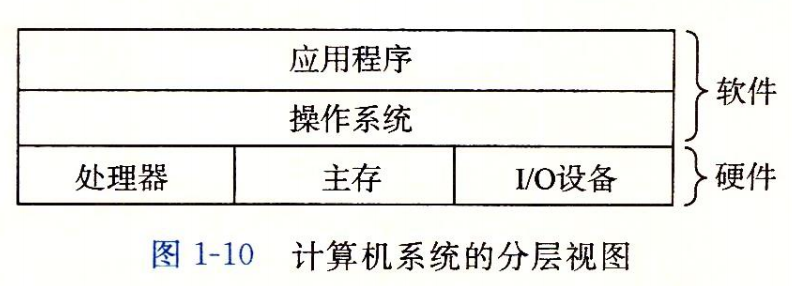 应用程序
软件
操作系统
处理器 主存 I/O设备 硬件
图 1-10 计算机系统的分层视图